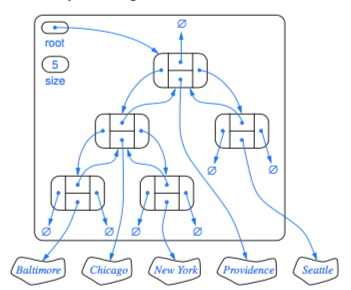 ∅
root
5
size
∅ ∅
∅ ∅ ∅ ∅
Baltimore Chicago New York Providence Seattle